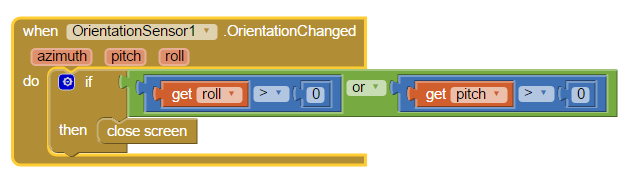 when OrientationSensor1 .OrientationChanged
azimuth pitch roll
do if get roll > 0 or get pitch > 0
then close screen